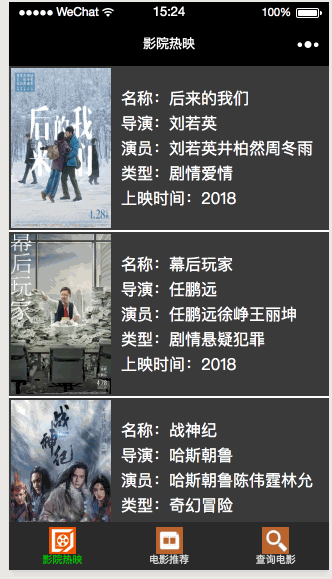 WeChat 15:24 100%
影院热映
后来的我们
4.28
名称：后来的我们
导演：刘若英
演员：刘若英井柏然周冬雨
类型：剧情爱情
上映时间：2018
幕后玩家
名称：幕后玩家
导演：任鹏远
演员：任鹏远徐峥王丽坤
类型：剧情悬疑犯罪
上映时间：2018
战神纪
名称：战神纪
导演：哈斯朝鲁
演员：哈斯朝鲁陈伟霆林允
类型：奇幻冒险
影院热映 电影推荐 查询电影